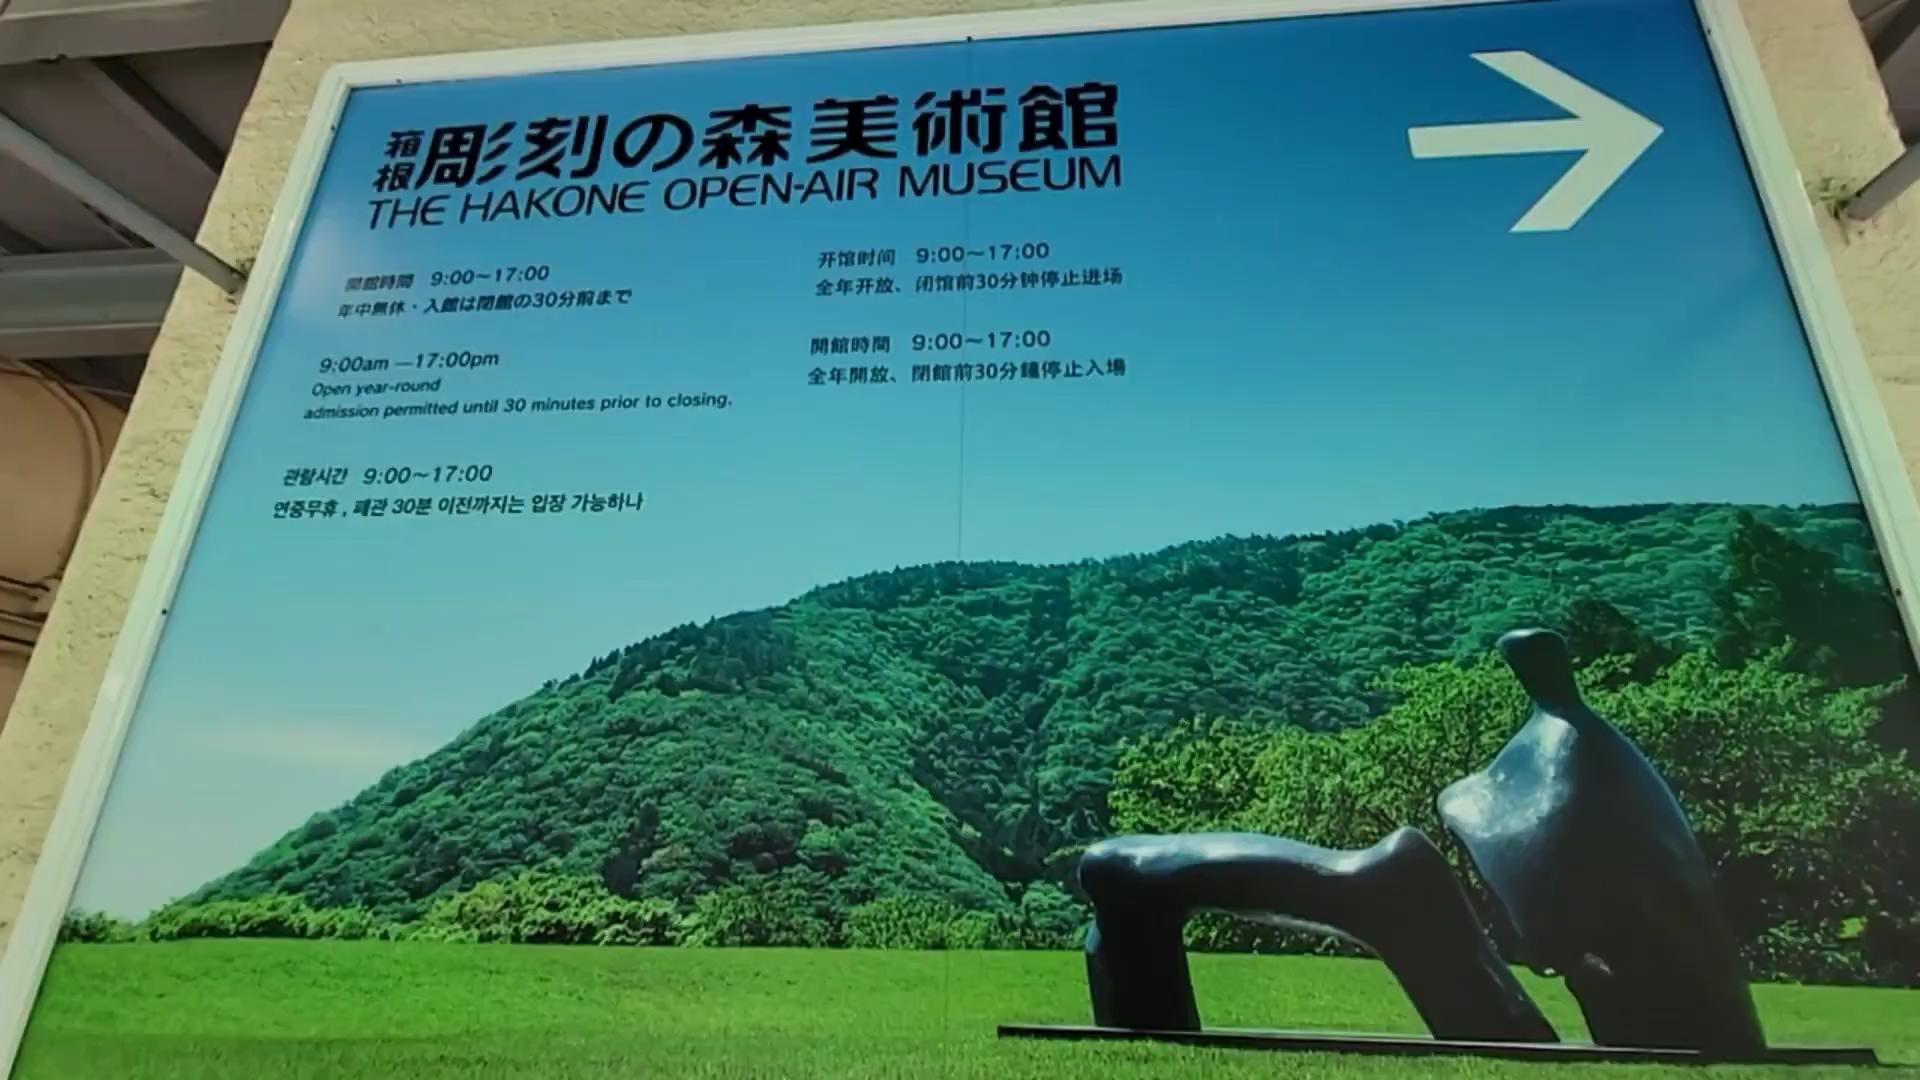 箱根彫刻の森美術館
THE HAKONE OPEN-AIR MUSEUM
開館時間 9:00~17:00
年中無休・入館は閉館の30分前まで
9:00am —17:00pm
Open year-round
admission permitted until 30 minutes prior to closing.
관람시간 9:00~17:00
연중무휴, 폐관 30분 이전까지는 입장 가능하나
开馆时间 9:00~17:00
全年开放、闭馆前30分钟停止进场
開館時間 9:00~17:00
全年開放、閉館前30分鐘停止入場